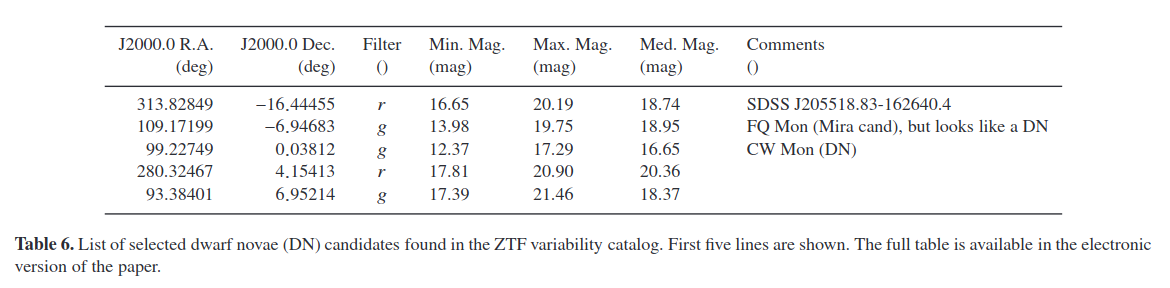 J2000.0 R.A. J2000.0 Dec. Filter Min. Mag. Max. Mag. Med. Mag. Comments
(deg) (deg) () (mag) (mag) (mag) ()
313.82849 −16.44455 r 16.65 20.19 18.74 SDSS J205518.83-162640.4
109.17199 −6.94683 g 13.98 19.75 18.95 FQ Mon (Mira cand), but looks like a DN
99.22749 0.03812 g 12.37 17.29 16.65 CW Mon (DN)
280.32467 4.15413 r 17.81 20.90 20.36
93.38401 6.95214 g 17.39 21.46 18.37
Table 6. List of selected dwarf novae (DN) candidates found in the ZTF variability catalog. First five lines are shown. The full table is available in the electronic
version of the paper.